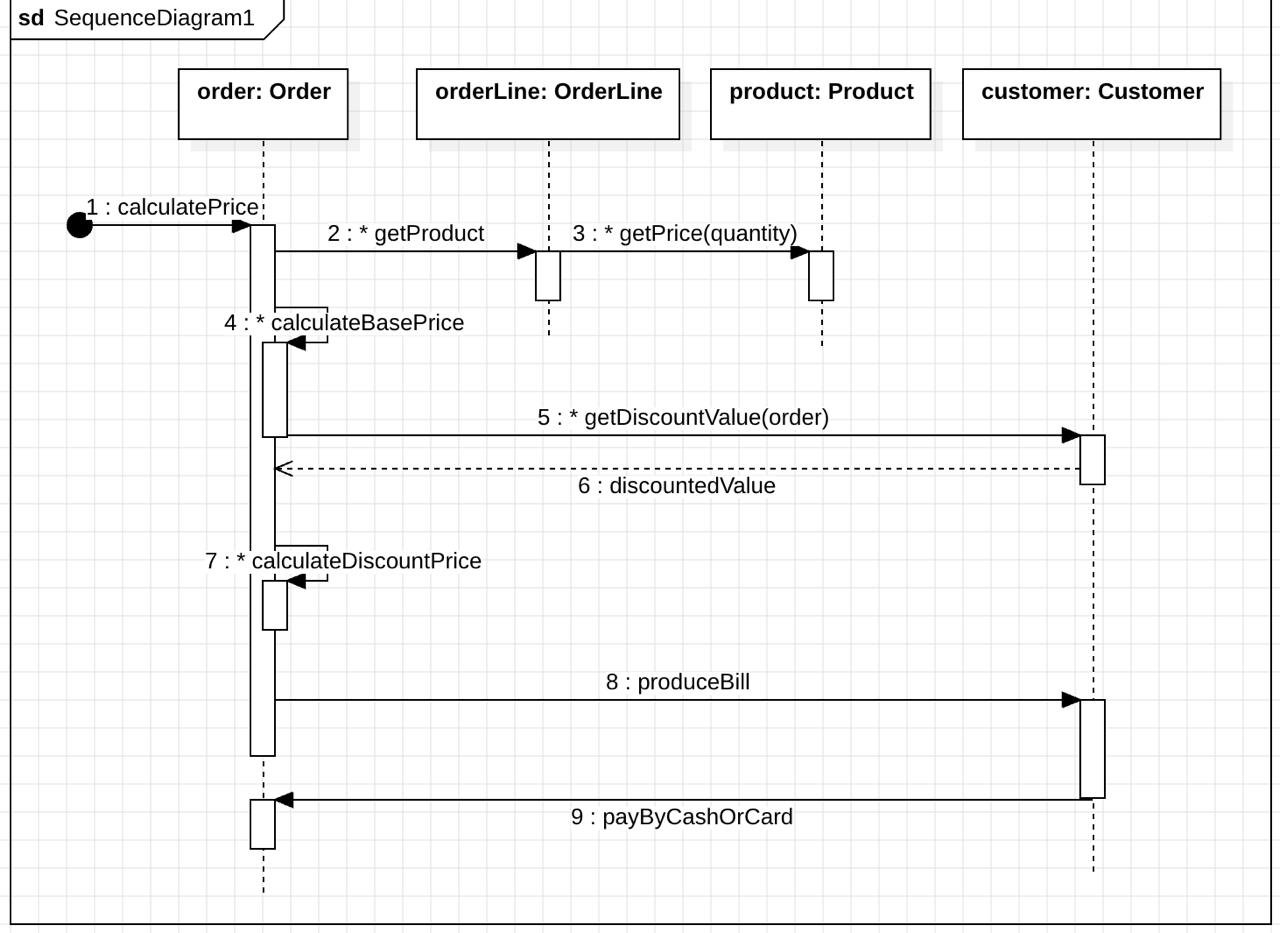 sd SequenceDiagram1
order: Order
orderLine: OrderLine
product: Product
customer: Customer
1 : calculatePrice
2 : * getProduct
3 : * getPrice(quantity)
4 : * calculateBasePrice
5 : * getDiscountValue(order)
6 : discountedValue
7 : * calculateDiscountPrice
8 : produceBill
9 : payByCashOrCard